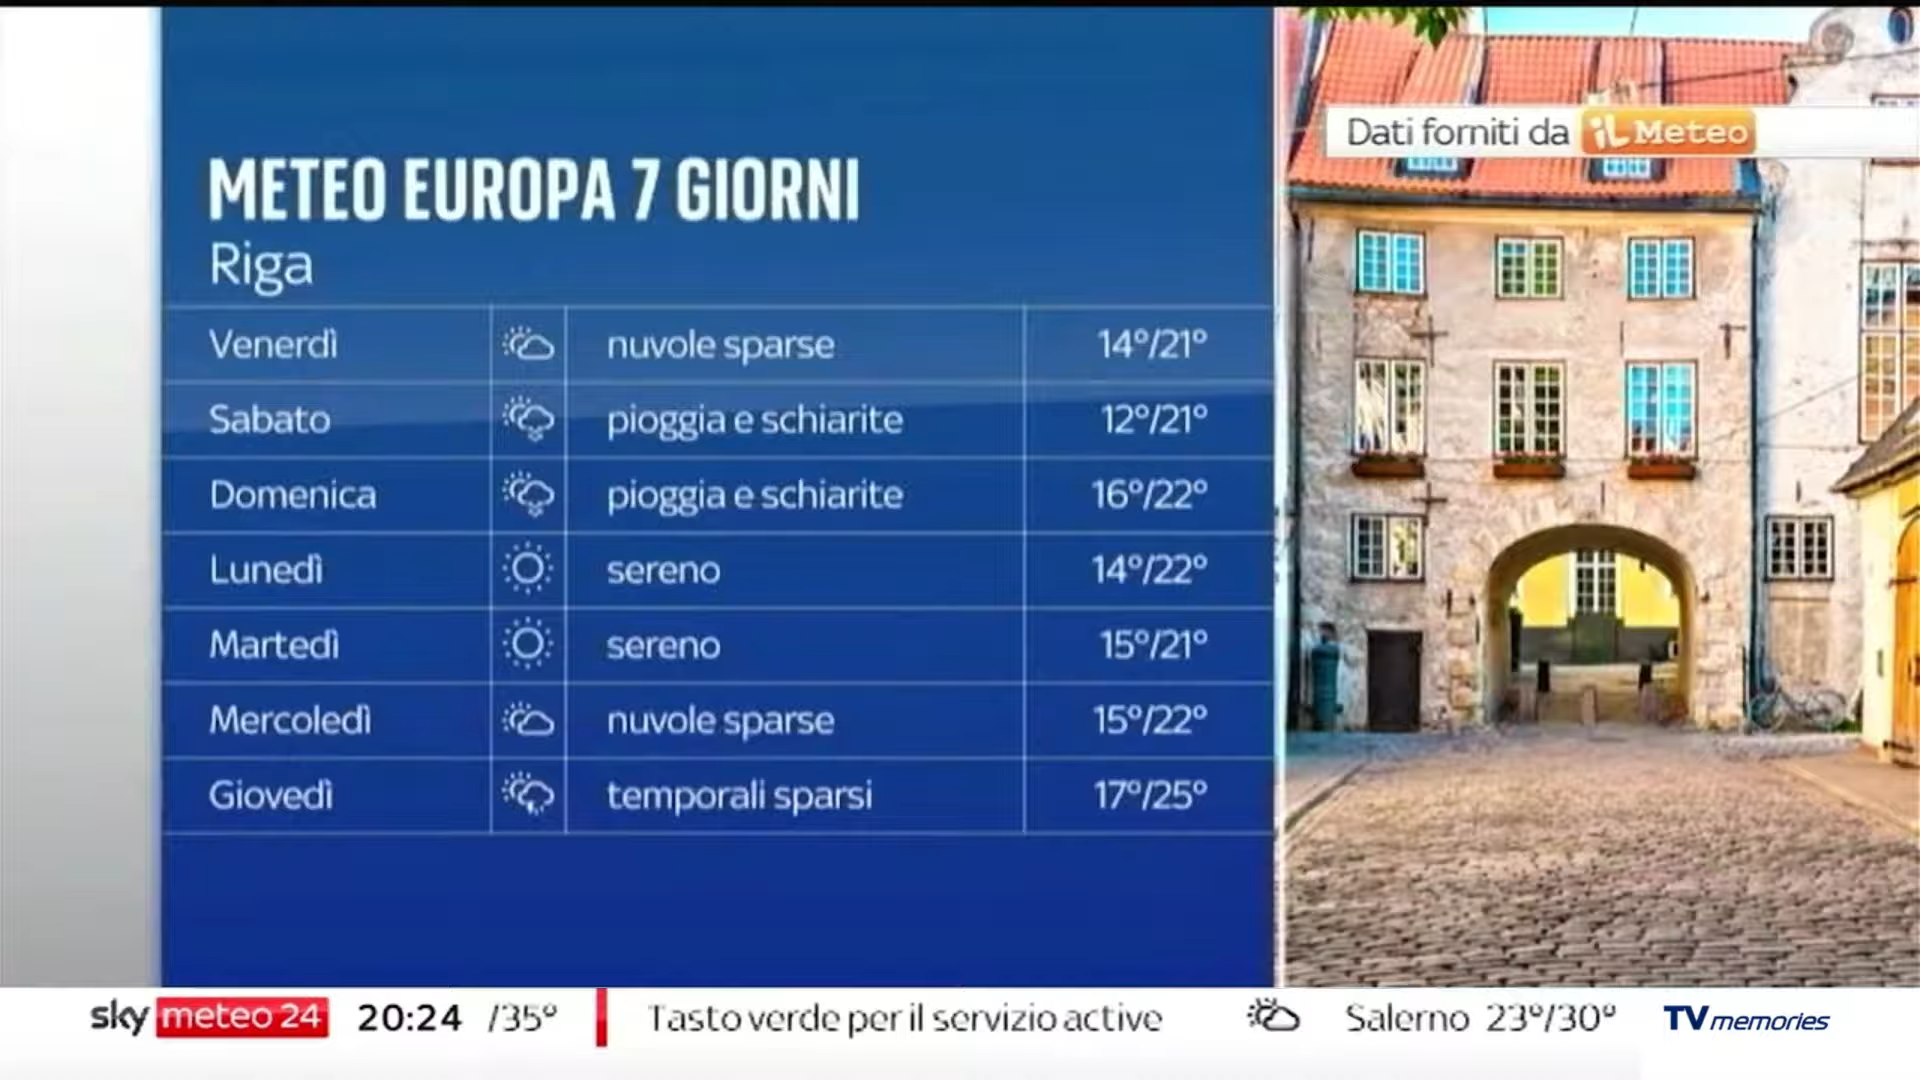 Dati forniti da iL Meteo
METEO EUROPA 7 GIORNI
Riga
Venerdì nuvole sparse 14°/21°
Sabato pioggia e schiarite 12°/21°
Domenica pioggia e schiarite 16°/22°
Lunedì sereno 14°/22°
Martedì sereno 15°/21°
Mercoledì nuvole sparse 15°/22°
Giovedì temporali sparsi 17°/25°
sky meteo 24 20:24 /35° Tasto verde per il servizio active Salerno 23°/30° TV memories